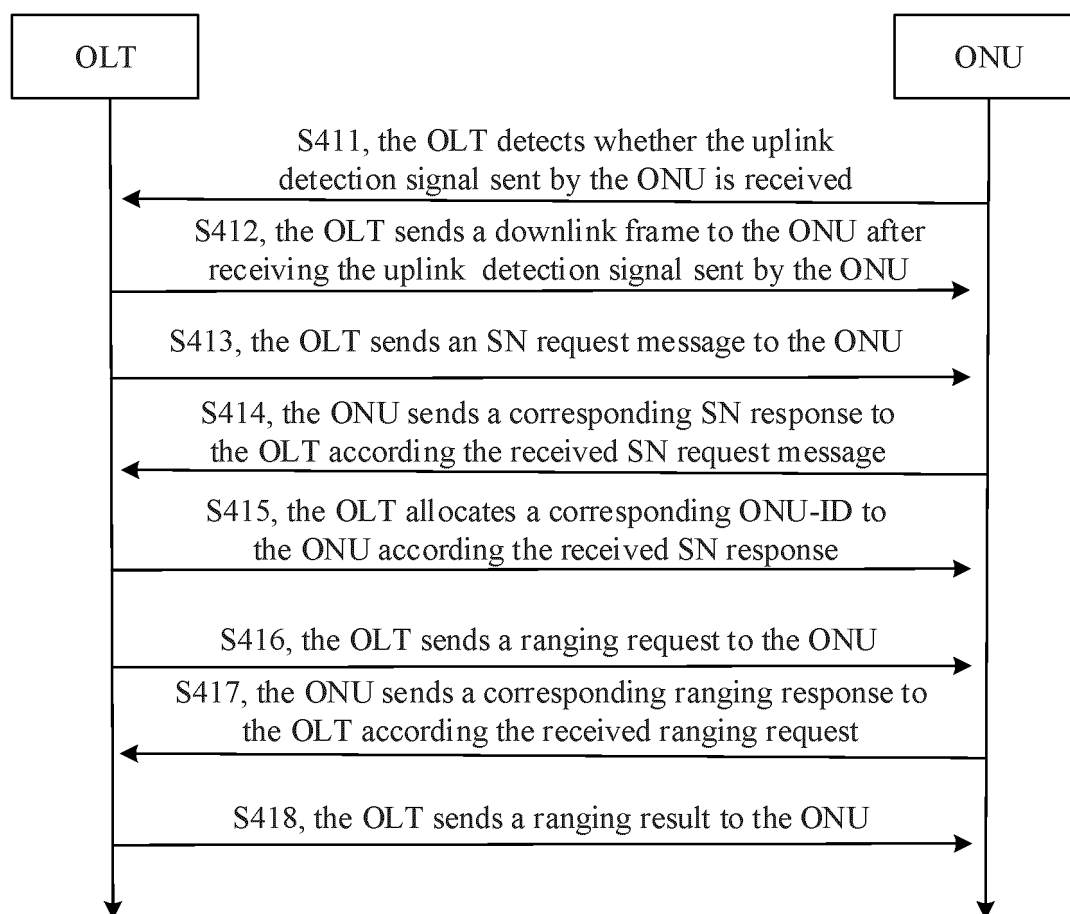 OLT
ONU
S411, the OLT detects whether the uplink
detection signal sent by the ONU is received
S412, the OLT sends a downlink frame to the ONU after
receiving the uplink detection signal sent by the ONU
S413, the OLT sends an SN request message to the ONU
S414, the ONU sends a corresponding SN response to
the OLT according the received SN request message
S415, the OLT allocates a corresponding ONU-ID to
the ONU according the received SN response
S416, the OLT sends a ranging request to the ONU
S417, the ONU sends a corresponding ranging response to
the OLT according the received ranging request
S418, the OLT sends a ranging result to the ONU